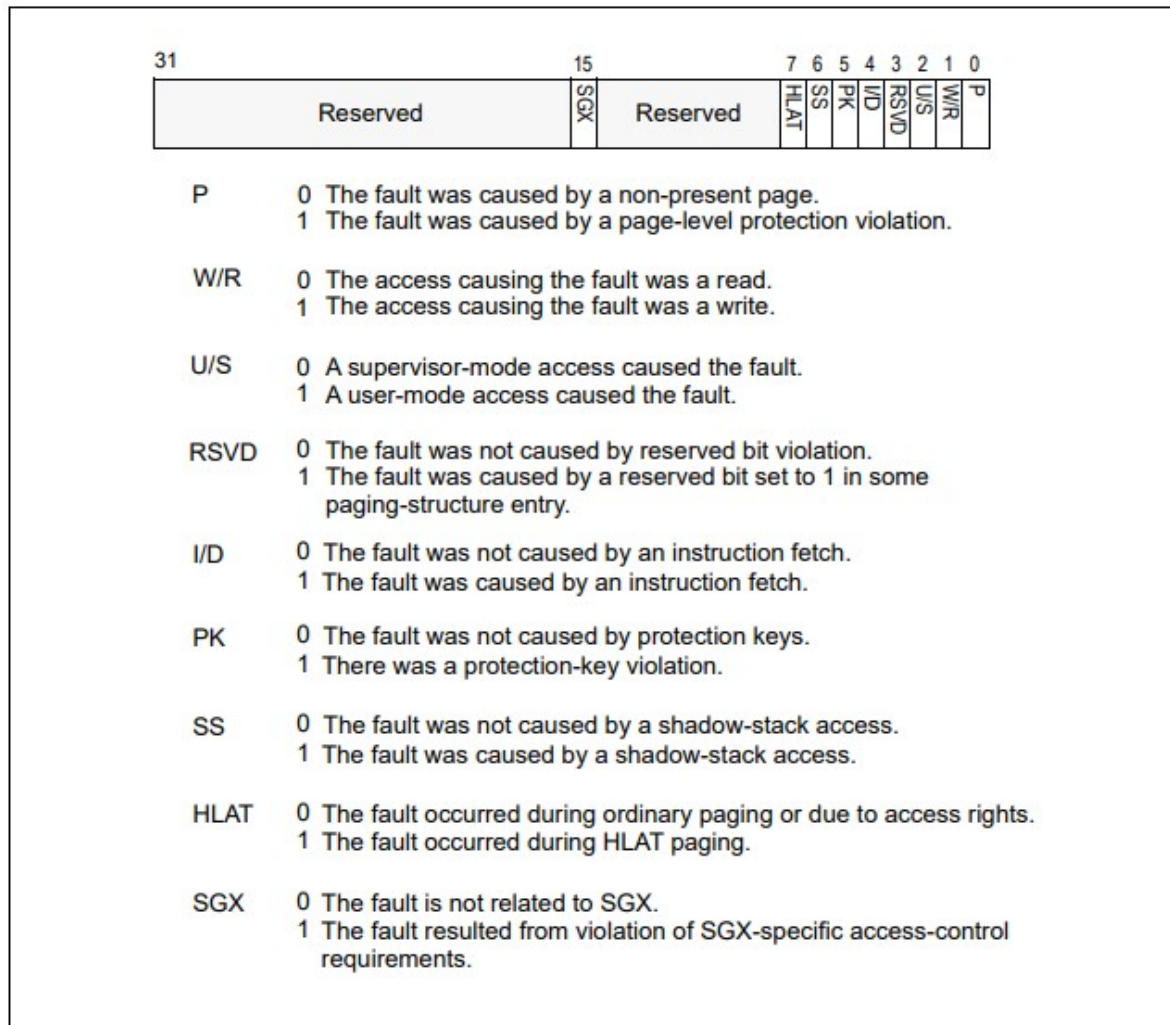 31 15 7 6 5 4 3 2 1 0
Reserved SGX Reserved HLAT SS PK I/D RSVD U/S W/R P
P 0 The fault was caused by a non-present page.
1 The fault was caused by a page-level protection violation.
W/R 0 The access causing the fault was a read.
1 The access causing the fault was a write.
U/S 0 A supervisor-mode access caused the fault.
1 A user-mode access caused the fault.
RSVD 0 The fault was not caused by reserved bit violation.
1 The fault was caused by a reserved bit set to 1 in some
paging-structure entry.
I/D 0 The fault was not caused by an instruction fetch.
1 The fault was caused by an instruction fetch.
PK 0 The fault was not caused by protection keys.
1 There was a protection-key violation.
SS 0 The fault was not caused by a shadow-stack access.
1 The fault was caused by a shadow-stack access.
HLAT 0 The fault occurred during ordinary paging or due to access rights.
1 The fault occurred during HLAT paging.
SGX 0 The fault is not related to SGX.
1 The fault resulted from violation of SGX-specific access-control
requirements.